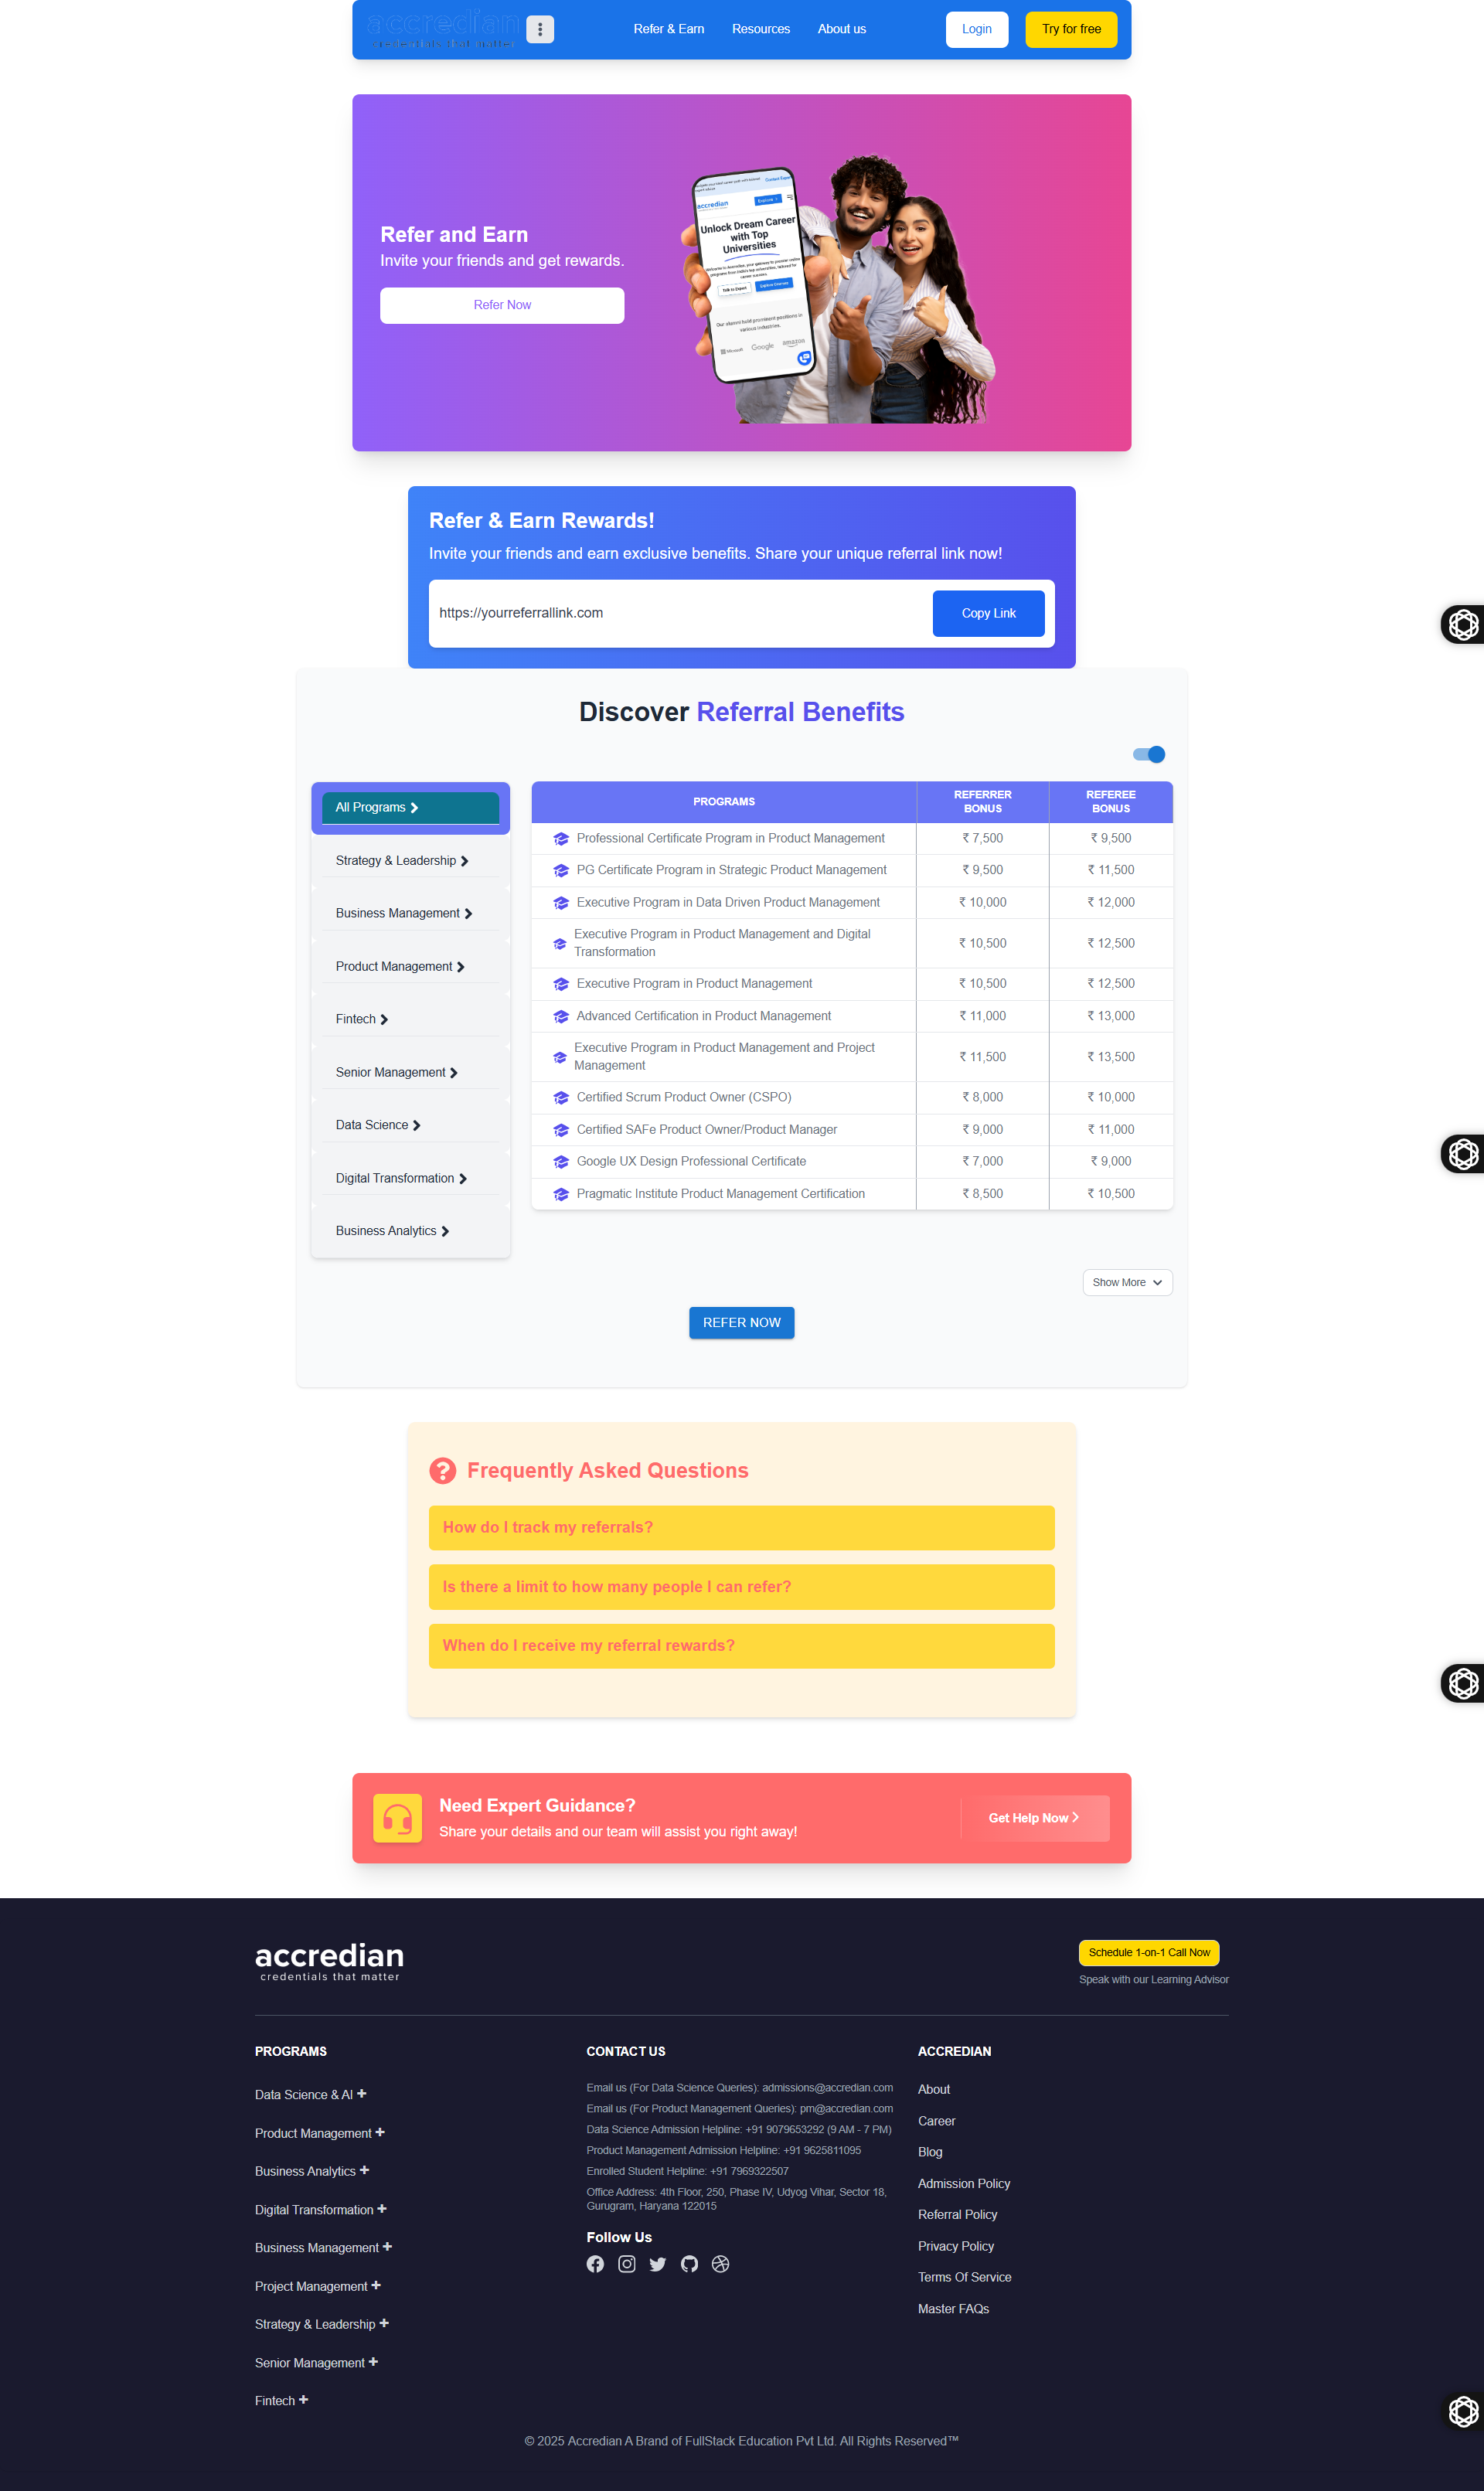 accredian
credentials that matter
Refer & Earn
Resources
About us
Login
Try for free
Refer and Earn
Invite your friends and get rewards.
Refer Now
accredian
Explore
Unlock Dream Career
with Top
Universities
Talk to Expert
Explore Courses
Our alumni hold prominent positions in
various industries.
Microsoft
Google
amazon
Refer & Earn Rewards!
Invite your friends and earn exclusive benefits. Share your unique referral link now!
https://yourreferrallink.com
Copy Link
Discover Referral Benefits
All Programs
Strategy & Leadership
Business Management
Product Management
Fintech
Senior Management
Data Science
Digital Transformation
Business Analytics
PROGRAMS
REFERRER
BONUS
REFEREE
BONUS
Professional Certificate Program in Product Management
₹ 7,500
₹ 9,500
PG Certificate Program in Strategic Product Management
₹ 9,500
₹ 11,500
Executive Program in Data Driven Product Management
₹ 10,000
₹ 12,000
Executive Program in Product Management and Digital
Transformation
₹ 10,500
₹ 12,500
Executive Program in Product Management
₹ 10,500
₹ 12,500
Advanced Certification in Product Management
₹ 11,000
₹ 13,000
Executive Program in Product Management and Project
Management
₹ 11,500
₹ 13,500
Certified Scrum Product Owner (CSPO)
₹ 8,000
₹ 10,000
Certified SAFe Product Owner/Product Manager
₹ 9,000
₹ 11,000
Google UX Design Professional Certificate
₹ 7,000
₹ 9,000
Pragmatic Institute Product Management Certification
₹ 8,500
₹ 10,500
Show More
REFER NOW
Frequently Asked Questions
How do I track my referrals?
Is there a limit to how many people I can refer?
When do I receive my referral rewards?
Need Expert Guidance?
Share your details and our team will assist you right away!
Get Help Now
accredian
credentials that matter
Schedule 1-on-1 Call Now
Speak with our Learning Advisor
PROGRAMS
Data Science & AI +
Product Management +
Business Analytics +
Digital Transformation +
Business Management +
Project Management +
Strategy & Leadership +
Senior Management +
Fintech +
CONTACT US
Email us (For Data Science Queries): admissions@accredian.com
Email us (For Product Management Queries): pm@accredian.com
Data Science Admission Helpline: +91 9079653292 (9 AM - 7 PM)
Product Management Admission Helpline: +91 9625811095
Enrolled Student Helpline: +91 7969322507
Office Address: 4th Floor, 250, Phase IV, Udyog Vihar, Sector 18,
Gurugram, Haryana 122015
Follow Us
ACCREDIAN
About
Career
Blog
Admission Policy
Referral Policy
Privacy Policy
Terms Of Service
Master FAQs
© 2025 Accredian A Brand of FullStack Education Pvt Ltd. All Rights Reserved™